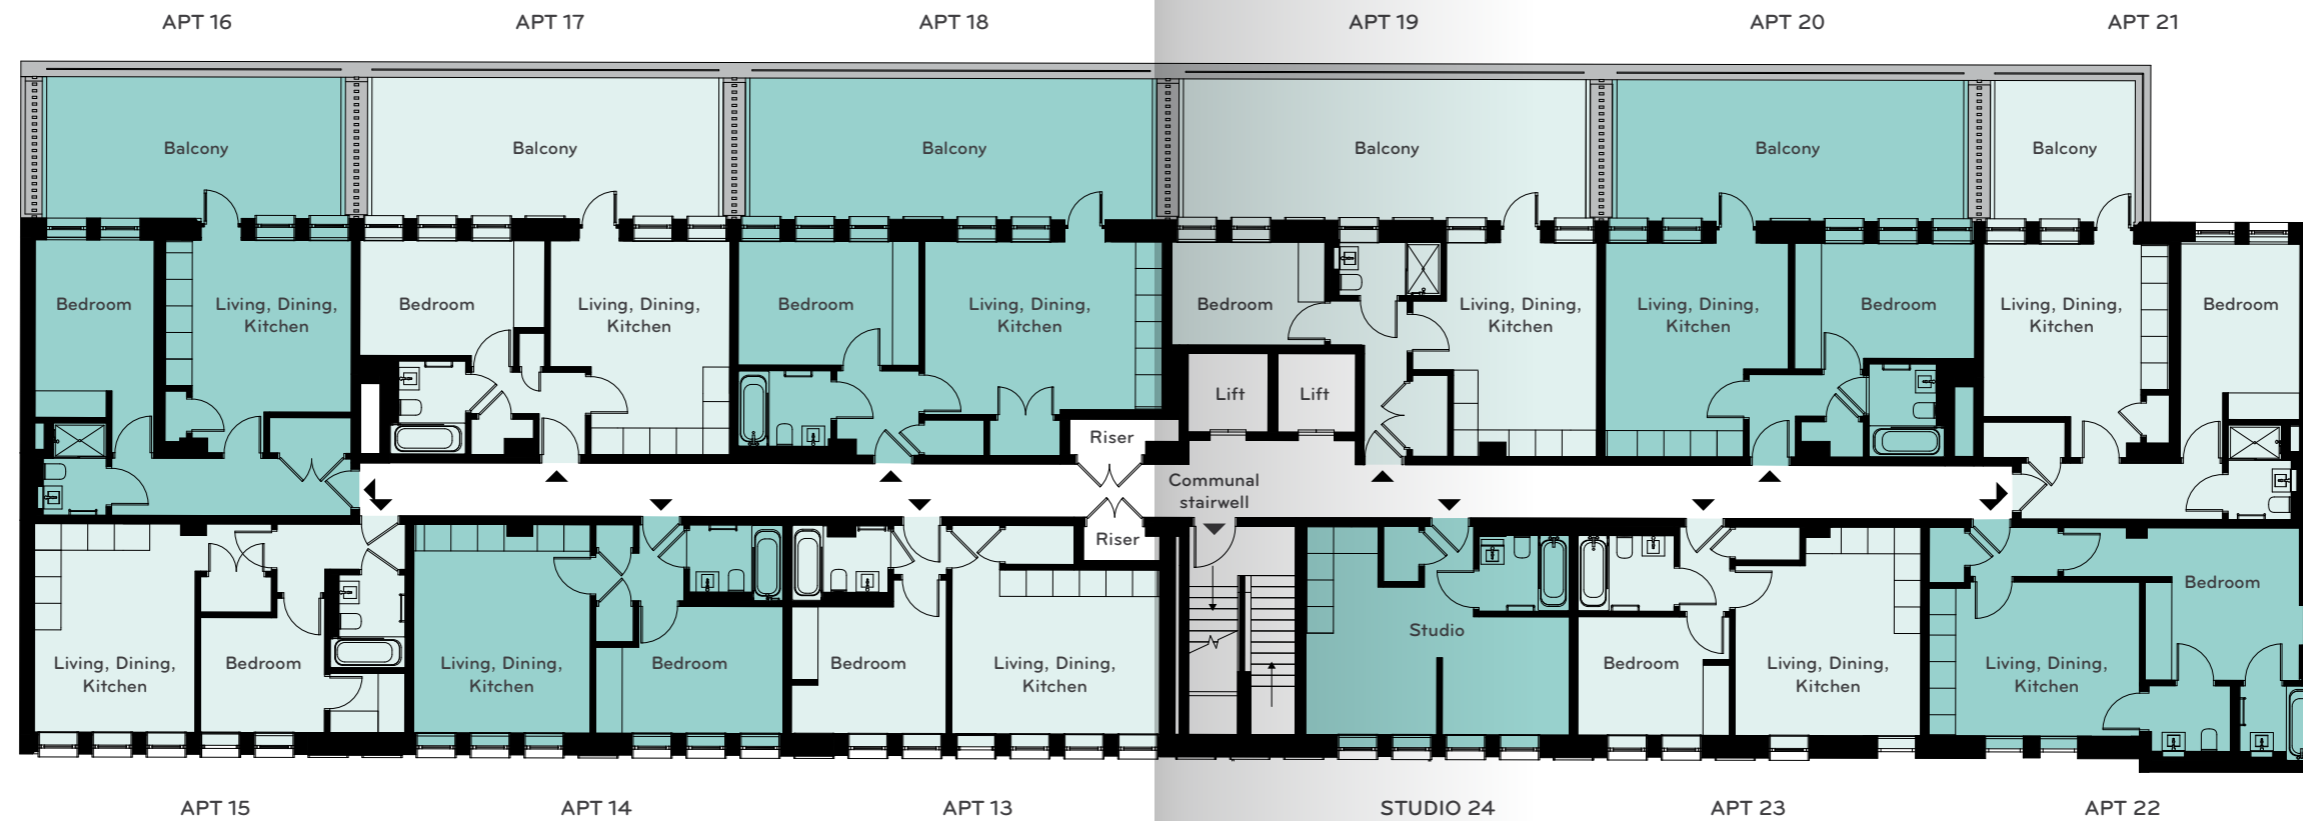 APT 16
APT 17
APT 18
APT 19
APT 20
APT 21
Balcony
Balcony
Balcony
Balcony
Balcony
Balcony
Bedroom
Living, Dining,
Kitchen
Bedroom
Living, Dining,
Kitchen
Bedroom
Living, Dining,
Kitchen
Bedroom
Living, Dining,
Kitchen
Living, Dining,
Kitchen
Bedroom
Living, Dining,
Kitchen
Bedroom
Lift
Lift
Riser
Communal
stairwell
Riser
Living, Dining,
Kitchen
Bedroom
Living, Dining,
Kitchen
Bedroom
Bedroom
Living, Dining,
Kitchen
Studio
Bedroom
Living, Dining,
Kitchen
Living, Dining,
Kitchen
Bedroom
APT 15
APT 14
APT 13
STUDIO 24
APT 23
APT 22